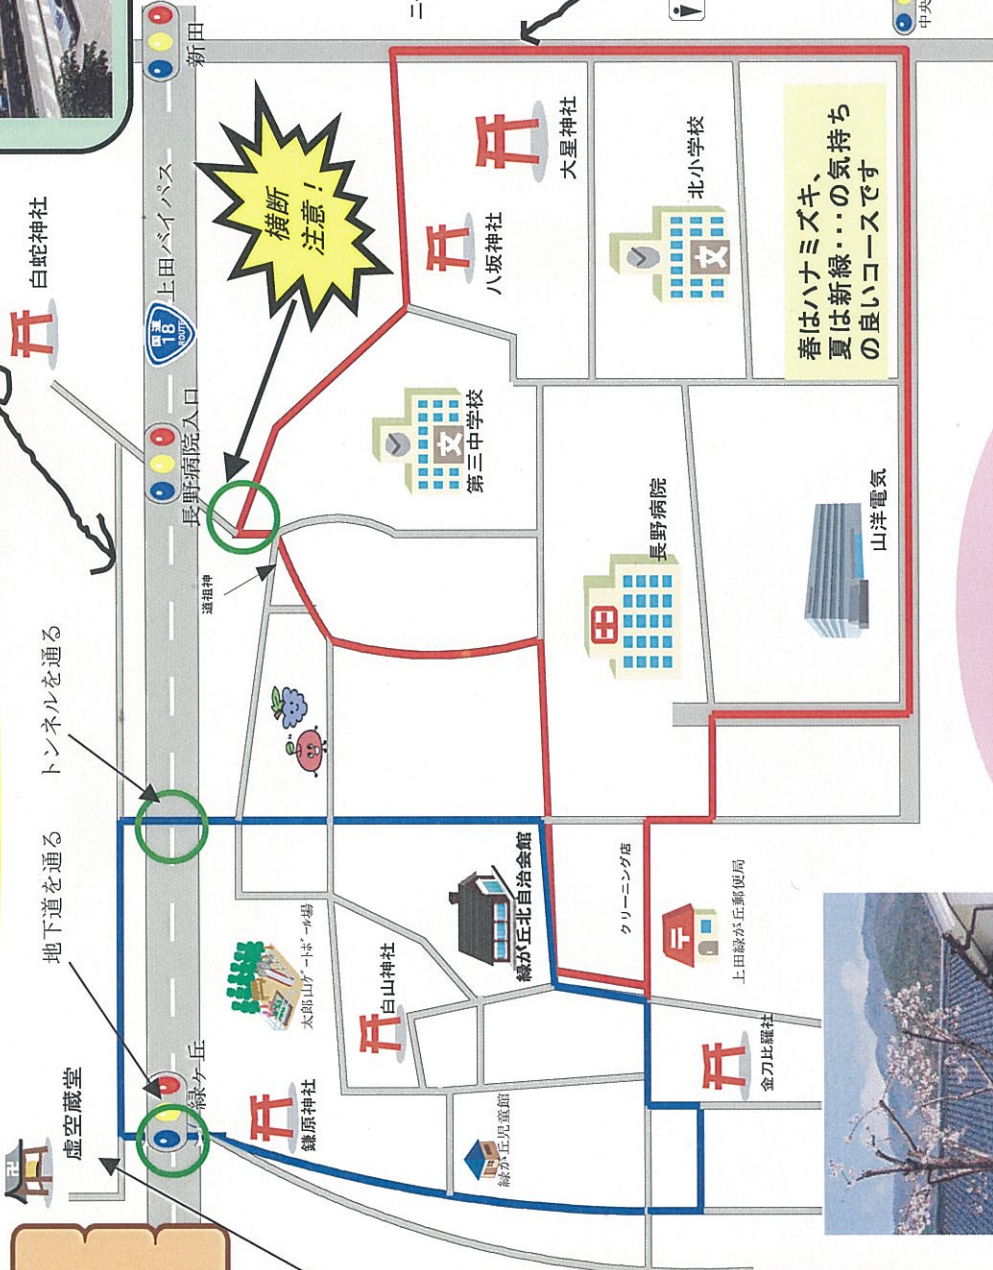 新田
中央
上田バイパス
国道
18
ROUTE
白蛇神社
横断
注意！
大星神社
八坂神社
北小学校
春はハナミズキ、
夏は新緑・・・の気持ち
の良いコースです
長野病院入口
第三中学校
道祖神
長野病院
山洋電気
トンネルを通る
地下道を通る
太郎山ゲートボール場
白山神社
緑が丘北自治会館
クリーニング店
上田緑が丘郵便局
虚空蔵堂
緑ケ丘
鎌原神社
緑が丘児童館
金刀比羅社
文
文